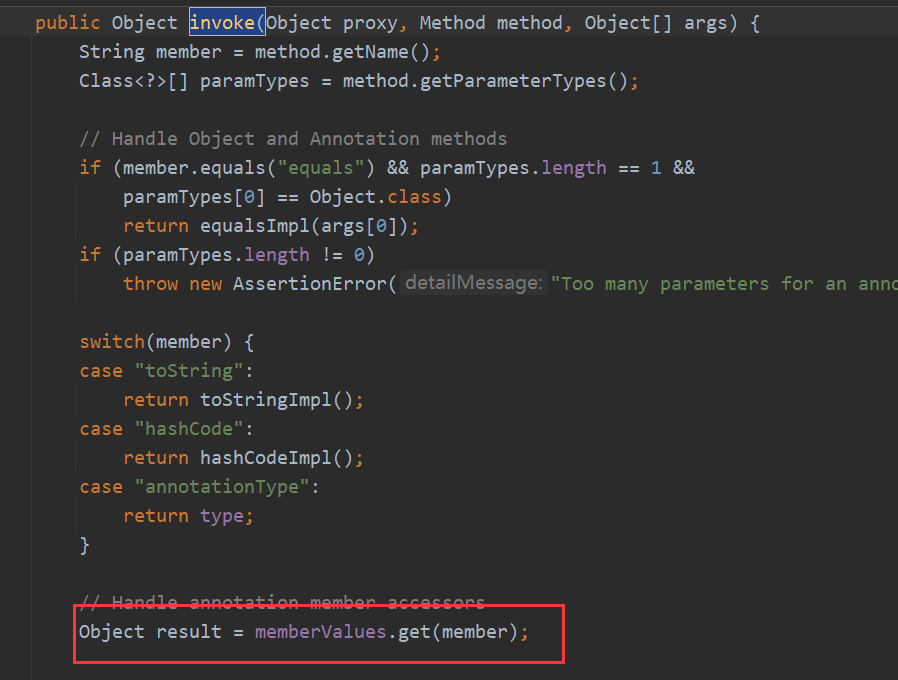 public Object invoke(Object proxy, Method method, Object[] args) {
String member = method.getName();
Class<?>[] paramTypes = method.getParameterTypes();
// Handle Object and Annotation methods
if (member.equals("equals") && paramTypes.length == 1 &&
paramTypes[0] == Object.class)
return equalsImpl(args[0]);
if (paramTypes.length != 0)
throw new AssertionError( detailMessage: "Too many parameters for an anno
switch(member) {
case "toString":
return toStringImpl();
case "hashCode":
return hashCodeImpl();
case "annotationType":
return type;
}
// Handle annotation member accessors
Object result = memberValues.get(member);